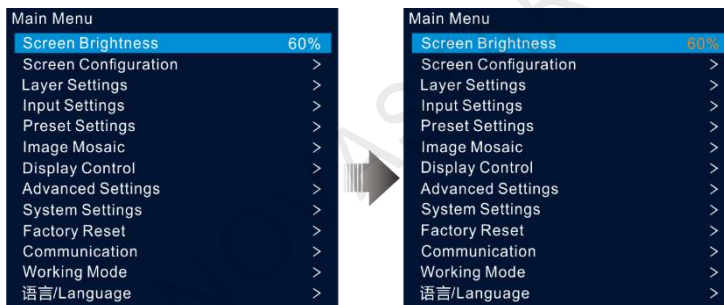 Main Menu
Screen Brightness 60%
Screen Configuration >
Layer Settings >
Input Settings >
Preset Settings >
Image Mosaic >
Display Control >
Advanced Settings >
System Settings >
Factory Reset >
Communication >
Working Mode >
语言/Language >
Main Menu
Screen Brightness 60%
Screen Configuration >
Layer Settings >
Input Settings >
Preset Settings >
Image Mosaic >
Display Control >
Advanced Settings >
System Settings >
Factory Reset >
Communication >
Working Mode >
语言/Language >